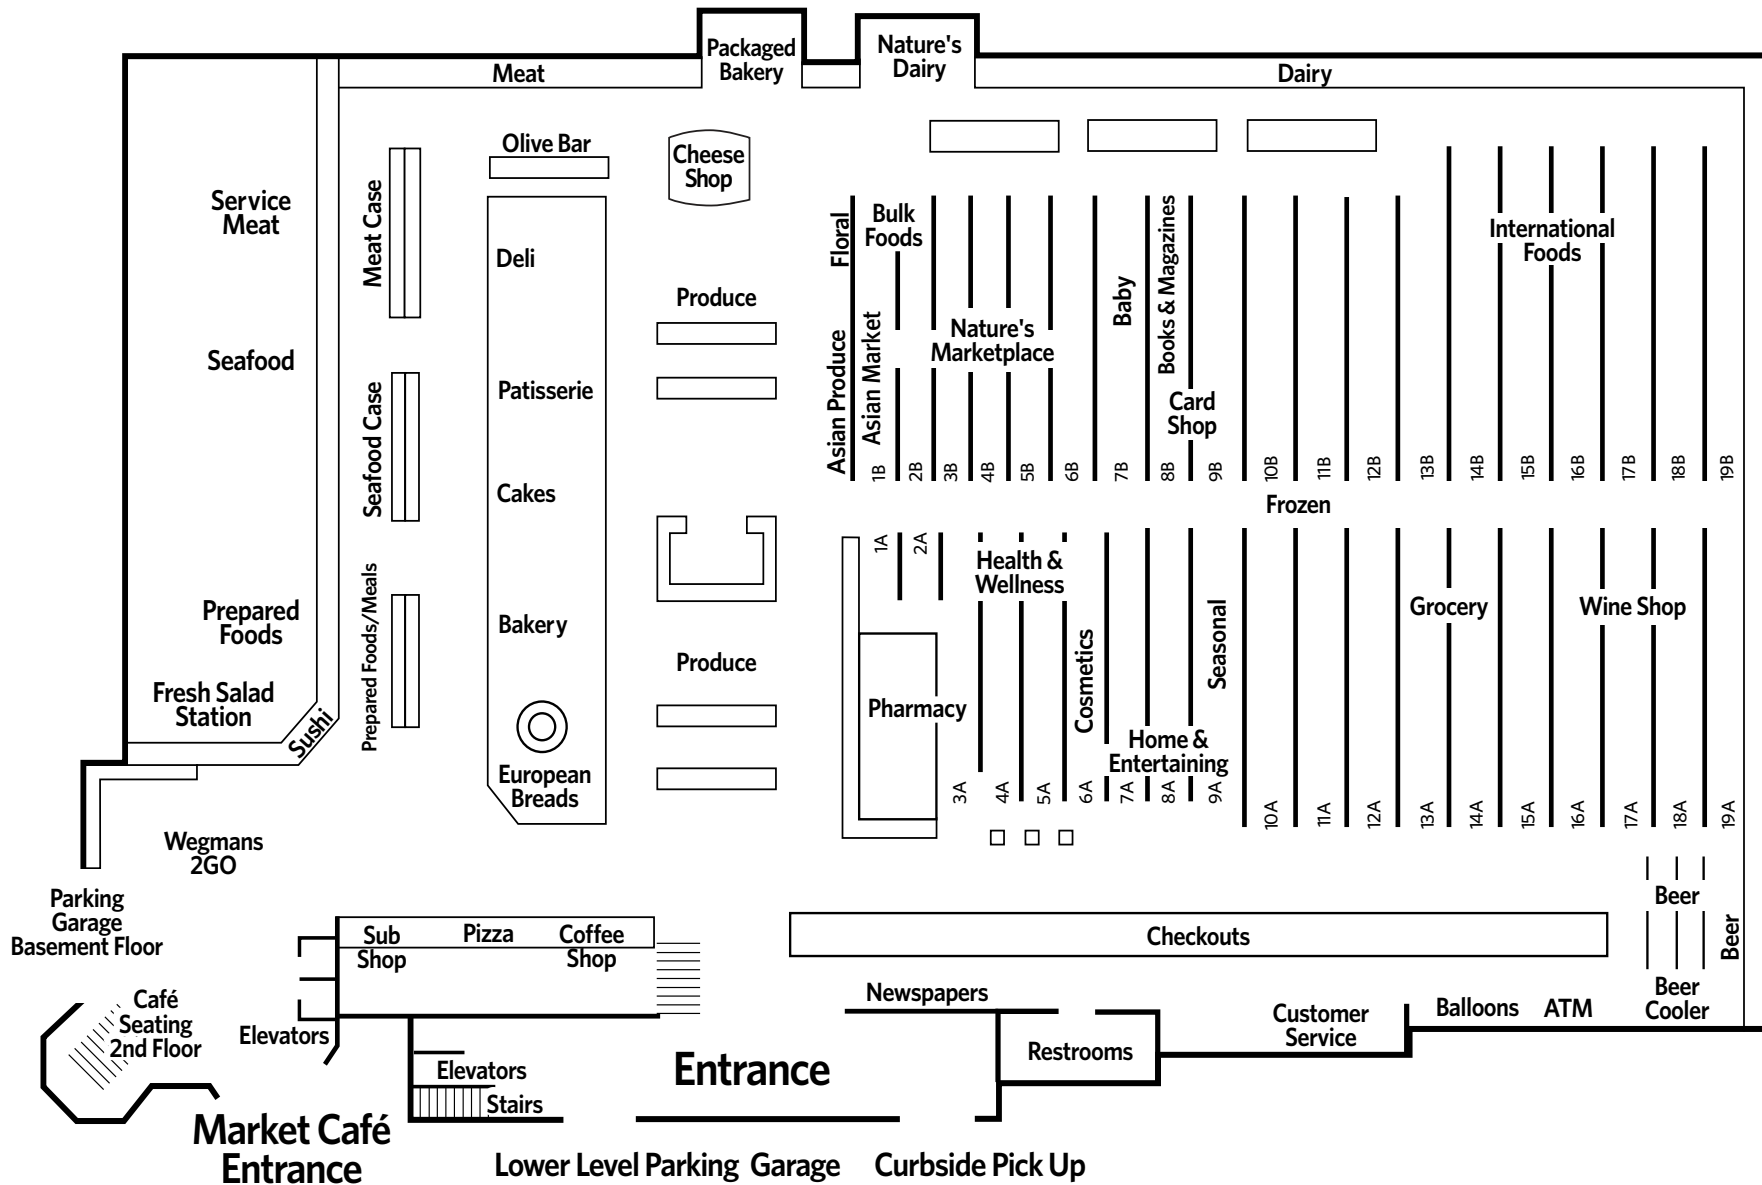 Packaged
Bakery
Nature's
Dairy
Meat
Dairy
Olive Bar
Cheese
Shop
Service
Meat
Meat Case
Deli
Floral
Bulk
Foods
Books & Magazines
International
Foods
Produce
Baby
Nature's
Marketplace
Seafood
Asian Produce
Asian Market
Seafood Case
Patisserie
Card
Shop
Cakes
1B
2B
3B
4B
5B
6B
7B
8B
9B
10B
11B
12B
13B
14B
15B
16B
17B
18B
19B
Frozen
1A
2A
Health &
Wellness
Prepared
Foods
Prepared Foods/Meals
Bakery
Grocery
Wine Shop
Seasonal
Produce
Cosmetics
Fresh Salad
Station
Sushi
Pharmacy
Home &
Entertaining
European
Breads
3A
4A
5A
6A
7A
8A
9A
10A
11A
12A
13A
14A
15A
16A
17A
18A
19A
Wegmans
2GO
Parking
Garage
Basement Floor
Sub
Shop
Pizza
Coffee
Shop
Checkouts
Beer
Beer
Beer
Cooler
Café
Seating
2nd Floor
Elevators
Newspapers
Customer
Service
Balloons
ATM
Restrooms
Entrance
Elevators
Stairs
Market Café
Entrance
Lower Level Parking Garage
Curbside Pick Up